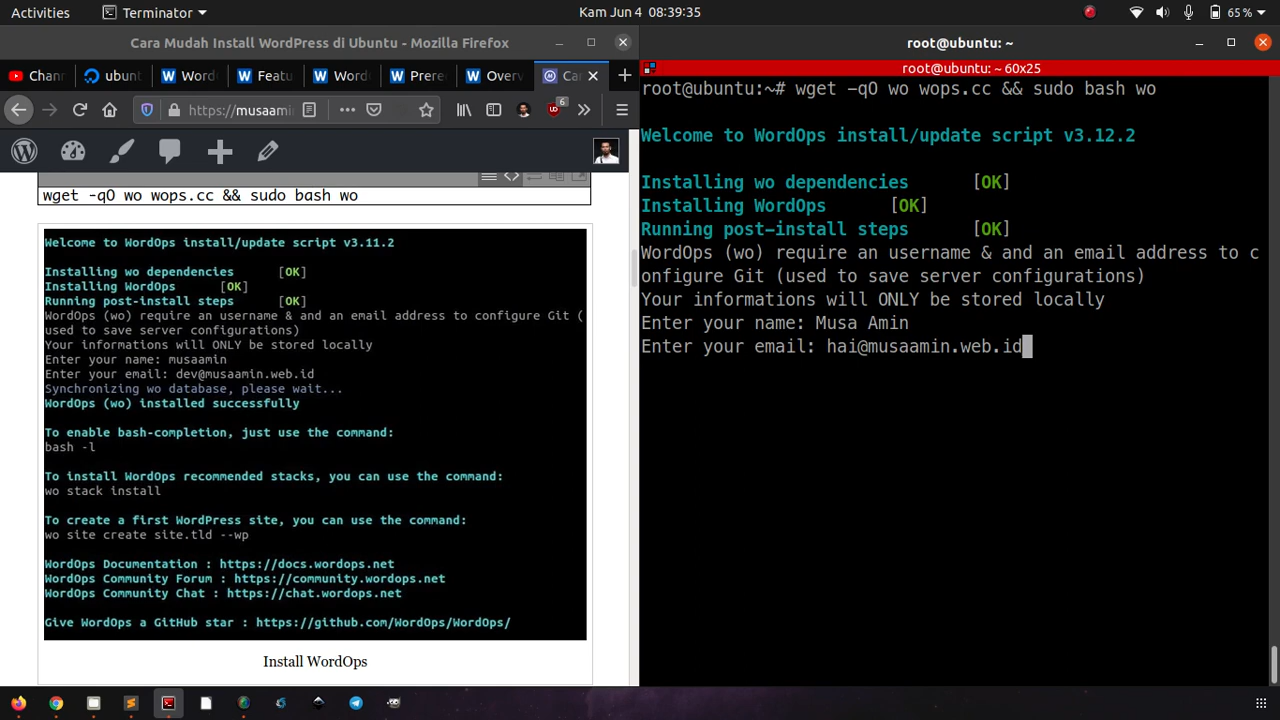 Activities
Terminator
Kam Jun 4 08:39:35
65 %
Cara Mudah Install WordPress di Ubuntu - Mozilla Firefox
Chann
ubunt
Word
Featu
Word
Prere
Overv
Car
https://musaamin
6
wget -qO wo wops.cc && sudo bash wo
Welcome to WordOps install/update script v3.11.2
Installing wo dependencies [OK]
Installing WordOps [OK]
Running post-install steps [OK]
WordOps (wo) require an username & and an email address to configure Git (
used to save server configurations)
Your informations will ONLY be stored locally
Enter your name: musaamin
Enter your email: dev@musaamin.web.id
Synchronizing wo database, please wait...
WordOps (wo) installed successfully
To enable bash-completion, just use the command:
bash -l
To install WordOps recommended stacks, you can use the command:
wo stack install
To create a first WordPress site, you can use the command:
wo site create site.tld --wp
WordOps Documentation : https://docs.wordops.net
WordOps Community Forum : https://community.wordops.net
WordOps Community Chat : https://chat.wordops.net
Give WordOps a GitHub star : https://github.com/WordOps/WordOps/
Install WordOps
root@ubuntu: ~
root@ubuntu: ~ 60x25
root@ubuntu:~# wget -qO wo wops.cc && sudo bash wo
Welcome to WordOps install/update script v3.12.2
Installing wo dependencies [OK]
Installing WordOps [OK]
Running post-install steps [OK]
WordOps (wo) require an username & and an email address to c
onfigure Git (used to save server configurations)
Your informations will ONLY be stored locally
Enter your name: Musa Amin
Enter your email: hai@musaamin.web.id